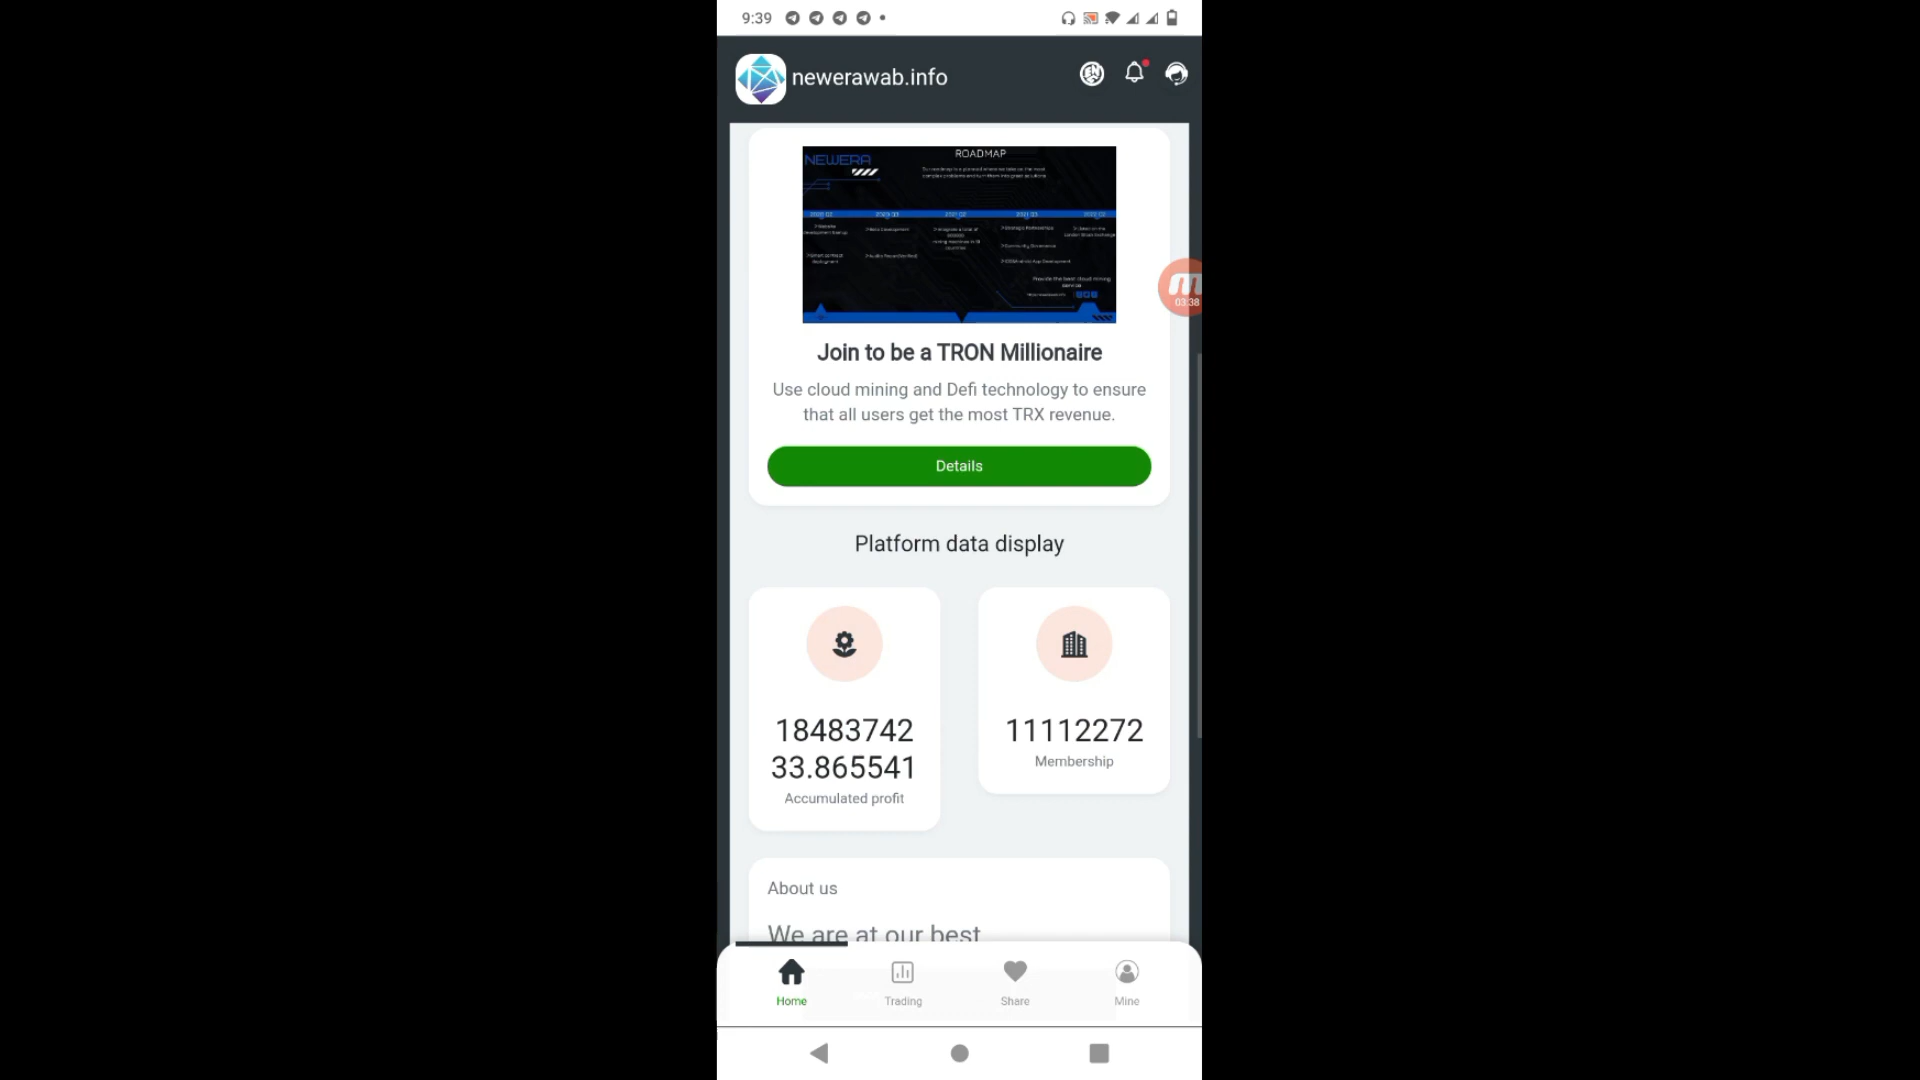 9:39
newerawab.info
NEWERA
ROADMAP
03:38
Join to be a TRON Millionaire
Use cloud mining and Defi technology to ensure
that all users get the most TRX revenue.
Details
Platform data display
18483742
33.865541
Accumulated profit
11112272
Membership
About us
We are at our best
Home
Trading
Share
Mine